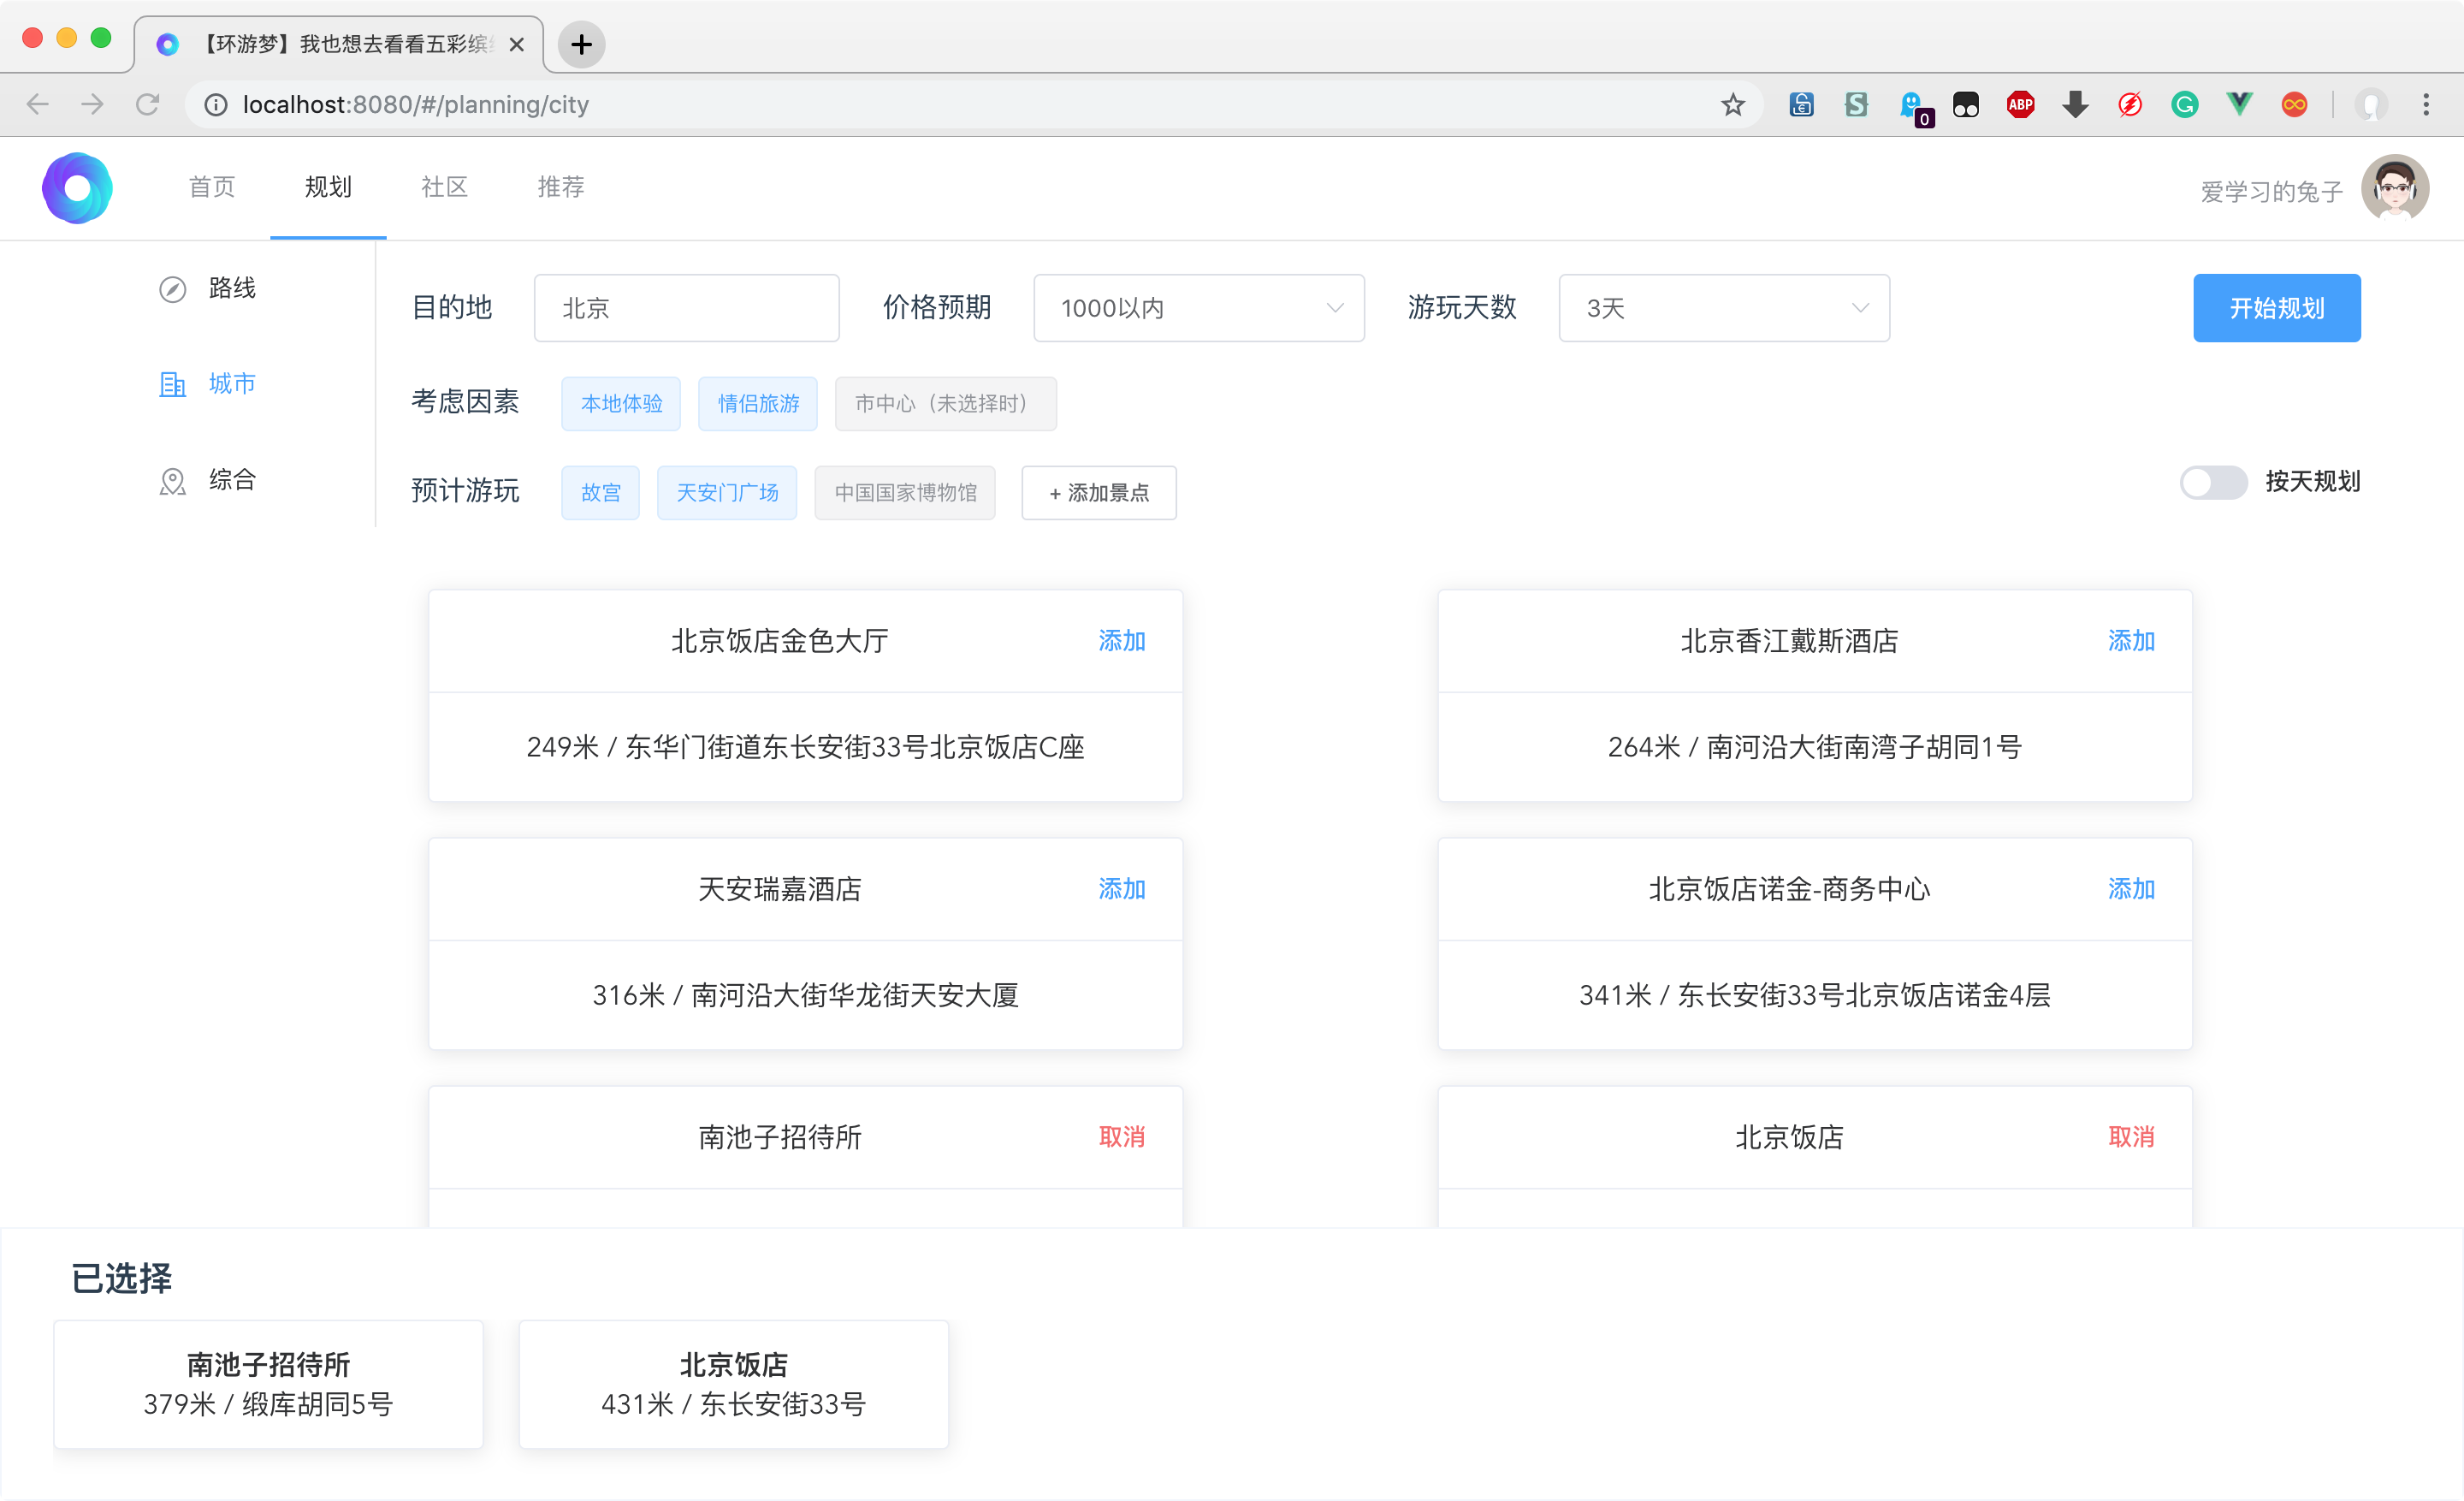 【环游梦】我也想去看看五彩缤
localhost:8080/#/planning/city
0
ABP
首页
规划
社区
推荐
爱学习的兔子
路线
城市
综合
目的地
北京
价格预期
1000以内
游玩天数
3天
开始规划
考虑因素
本地体验
情侣旅游
市中心（未选择时）
预计游玩
故宫
天安门广场
中国国家博物馆
+ 添加景点
按天规划
北京饭店金色大厅
添加
249米 / 东华门街道东长安街33号北京饭店C座
北京香江戴斯酒店
添加
264米 / 南河沿大街南湾子胡同1号
天安瑞嘉酒店
添加
316米 / 南河沿大街华龙街天安大厦
北京饭店诺金-商务中心
添加
341米 / 东长安街33号北京饭店诺金4层
南池子招待所
取消
北京饭店
取消
已选择
南池子招待所
379米 / 缎库胡同5号
北京饭店
431米 / 东长安街33号